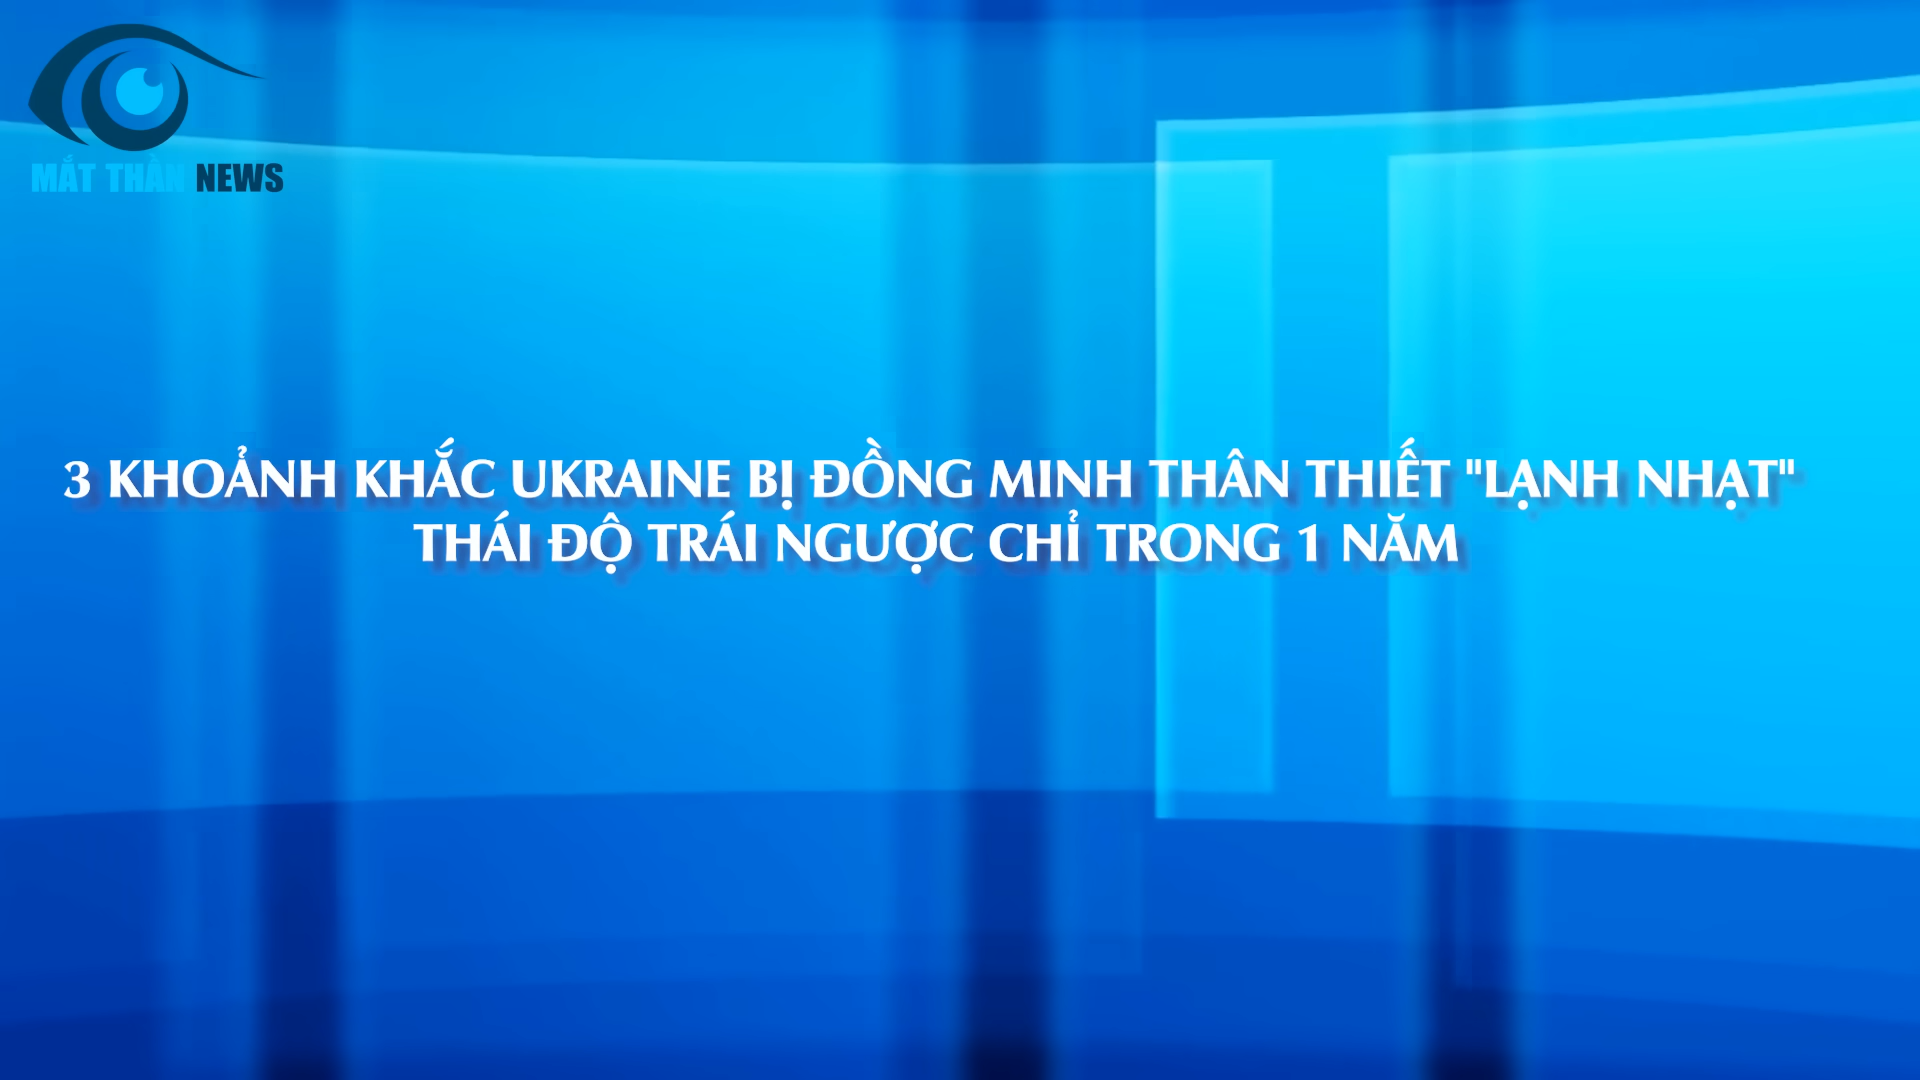 MẮT THẦN NEWS
3 KHOẢNH KHẮC UKRAINE BỊ ĐỒNG MINH THÂN THIẾT "LẠNH NHẠT"
THÁI ĐỘ TRÁI NGƯỢC CHỈ TRONG 1 NĂM